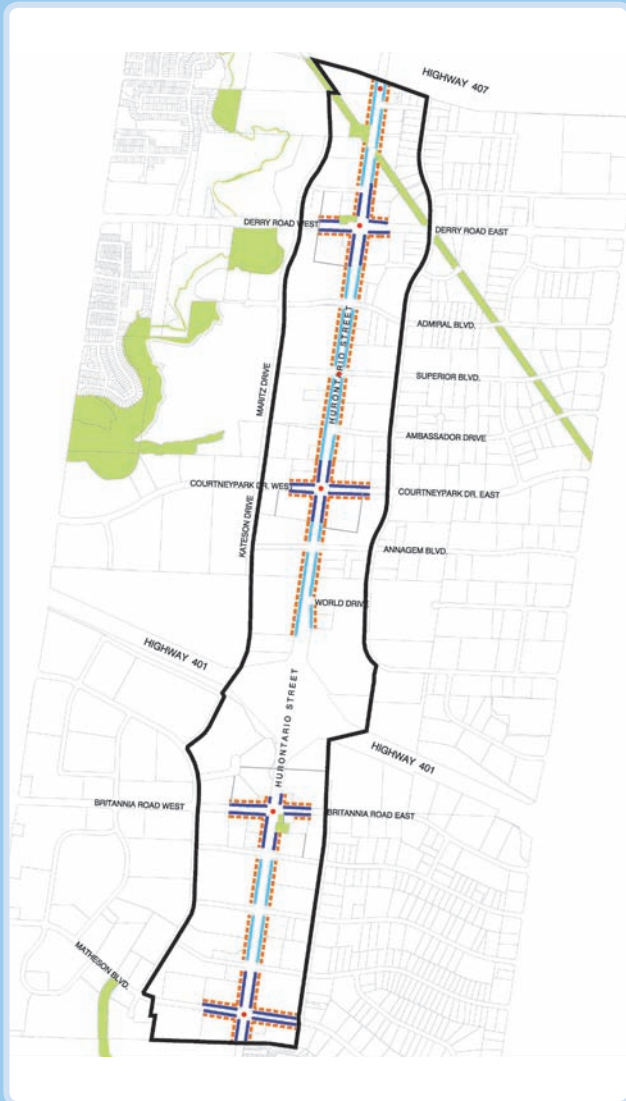 HIGHWAY 407
DERRY ROAD WEST
DERRY ROAD EAST
ADMIRAL BLVD.
HURONTARIO STREET
SUPERIOR BLVD.
MARITZ DRIVE
AMBASSADOR DRIVE
COURTNEYPARK DR. WEST
COURTNEYPARK DR. EAST
KATESON DRIVE
ANNAGEM BLVD.
WORLD DRIVE
HIGHWAY 401
HURONTARIO STREET
HIGHWAY 401
BRITANNIA ROAD WEST
BRITANNIA ROAD EAST
MATHESON BLVD.